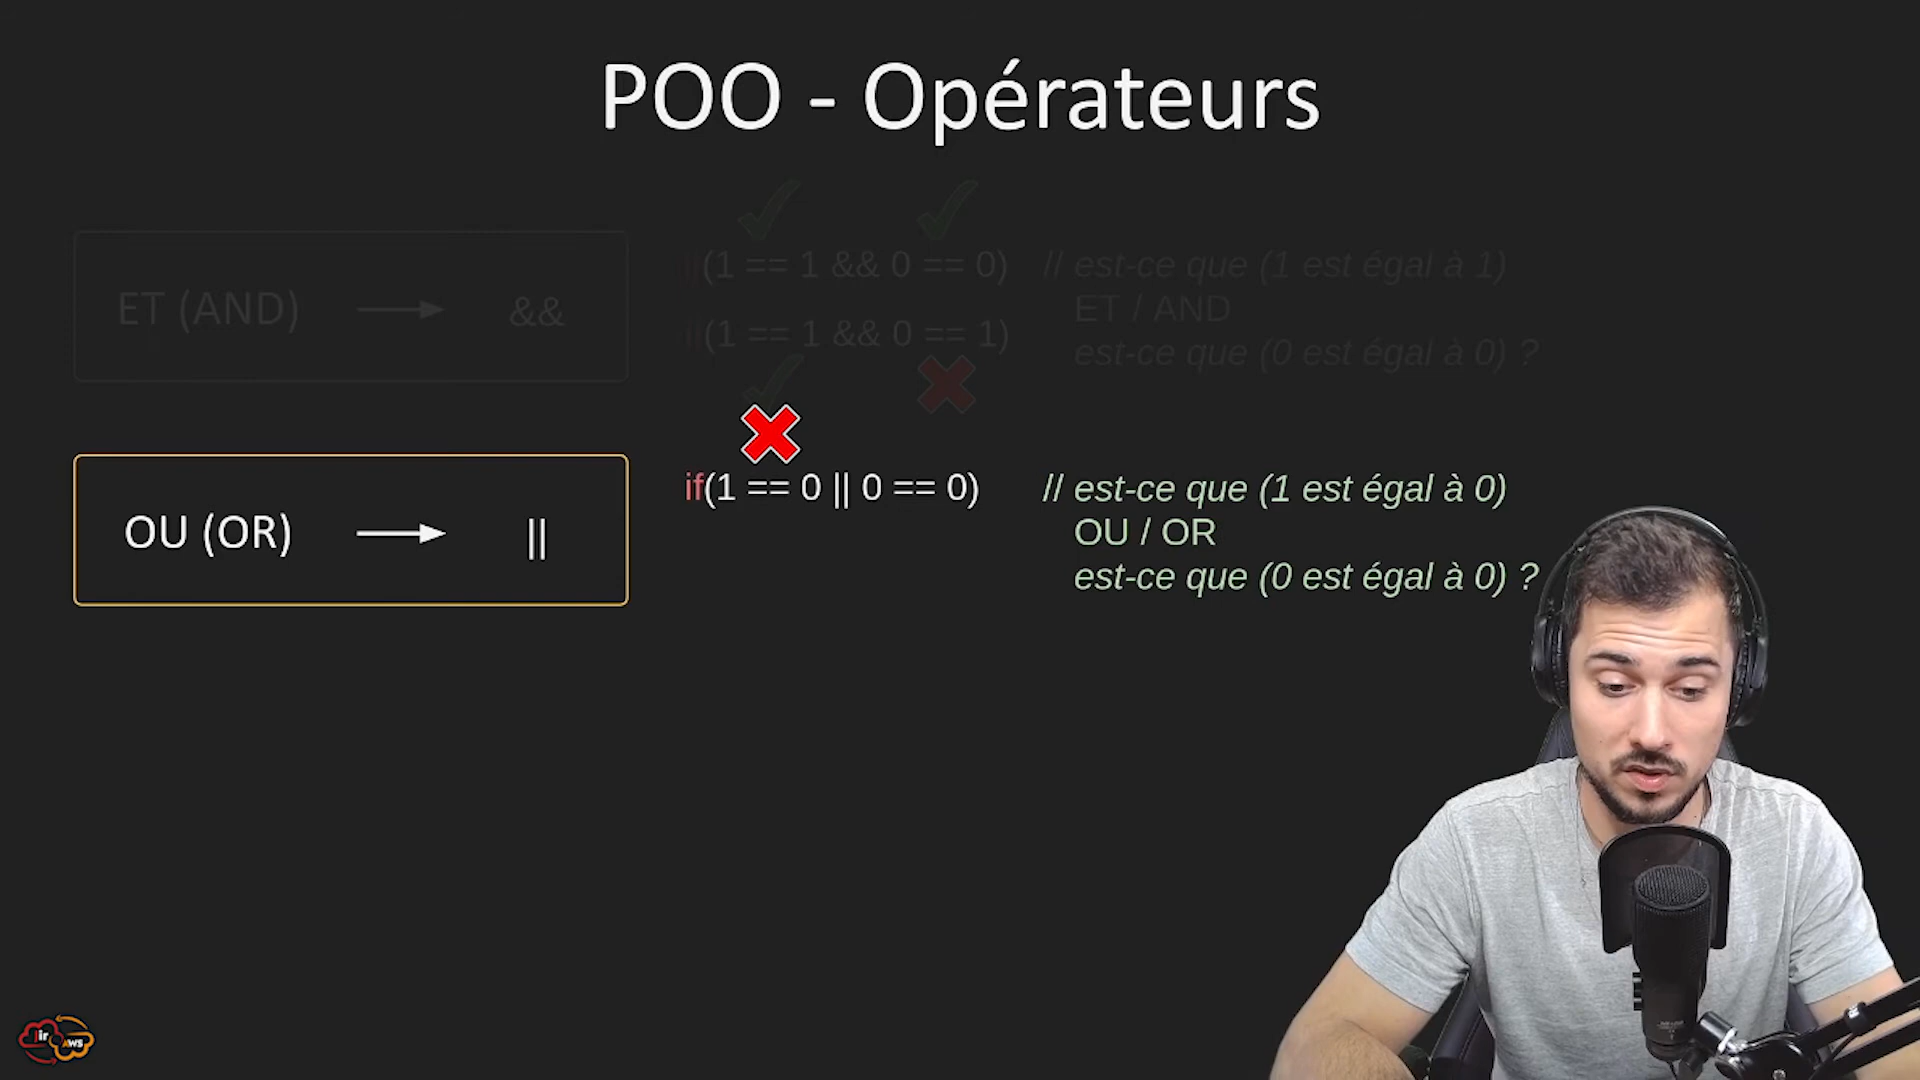 POO - Opérateurs
ET (AND) && if(1 == 1 && 0 == 0) // est-ce que (1 est égal à 1)
ET / AND
if(1 == 1 && 0 == 1)
est-ce que (0 est égal à 0) ?
OU (OR) || if(1 == 0 || 0 == 0) // est-ce que (1 est égal à 0)
OU / OR
est-ce que (0 est égal à 0) ?